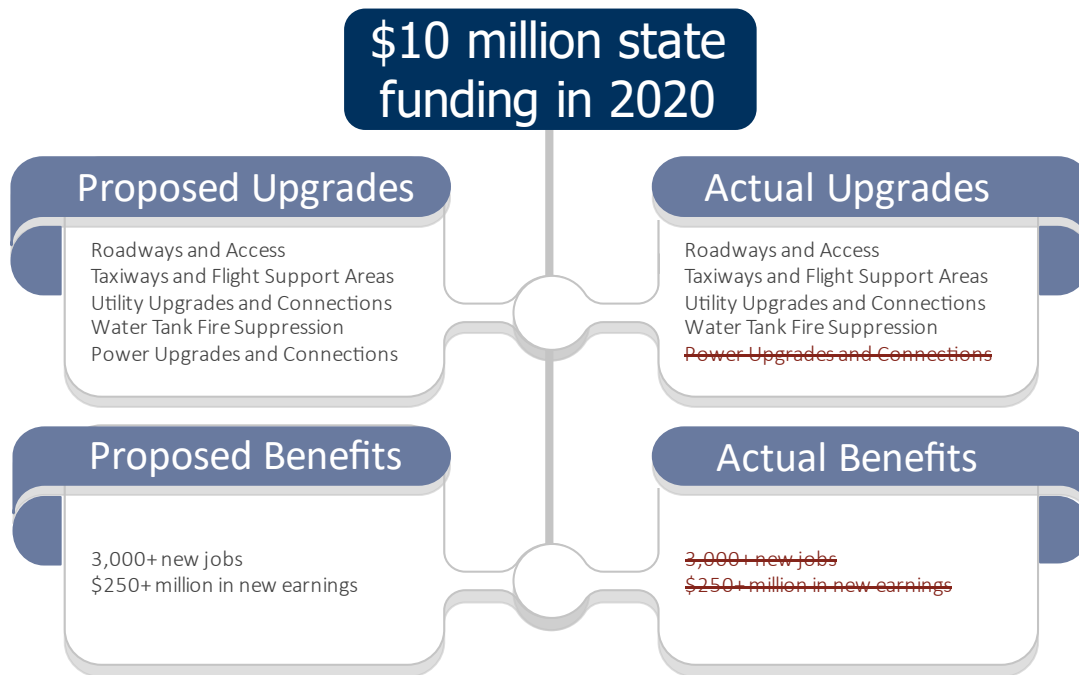 $10 million state
funding in 2020
Proposed Upgrades
Roadways and Access
Taxiways and Flight Support Areas
Utility Upgrades and Connections
Water Tank Fire Suppression
Power Upgrades and Connections
Actual Upgrades
Roadways and Access
Taxiways and Flight Support Areas
Utility Upgrades and Connections
Water Tank Fire Suppression
Power Upgrades and Connections
Proposed Benefits
3,000+ new jobs
$250+ million in new earnings
Actual Benefits
3,000+ new jobs
$250+ million in new earnings